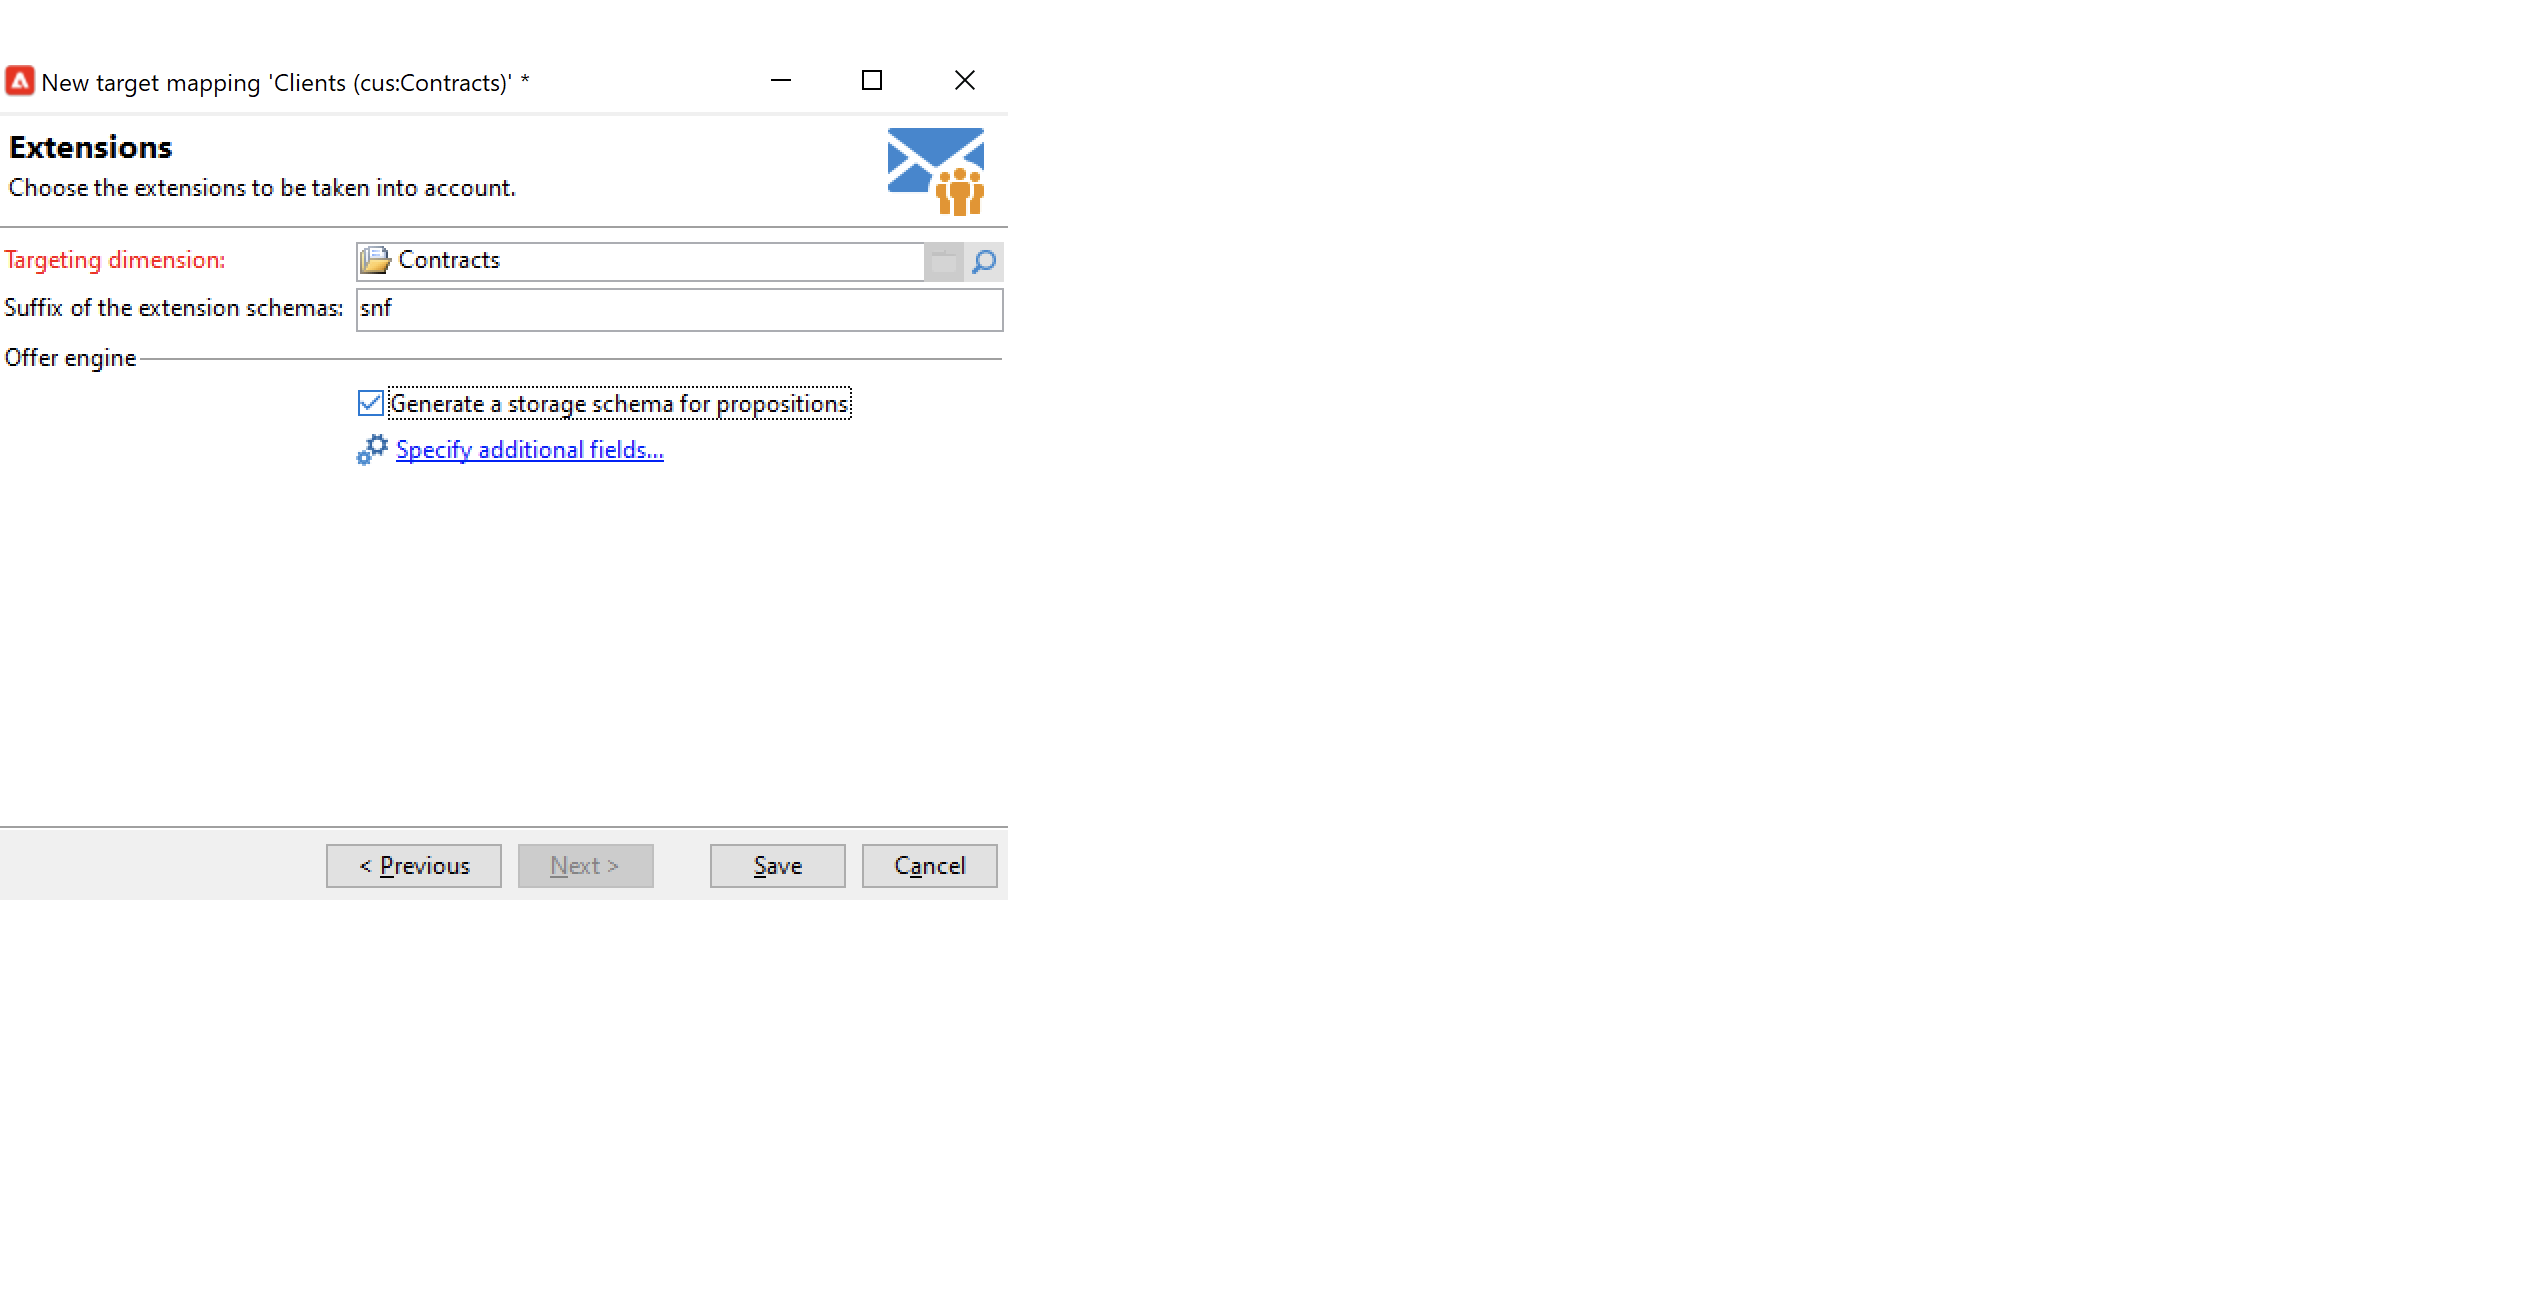 New target mapping 'Clients (cus:Contracts)' *
Extensions
Choose the extensions to be taken into account.
Targeting dimension: Contracts
Suffix of the extension schemas: snf
Offer engine
Generate a storage schema for propositions
Specify additional fields...
< Previous Next > Save Cancel